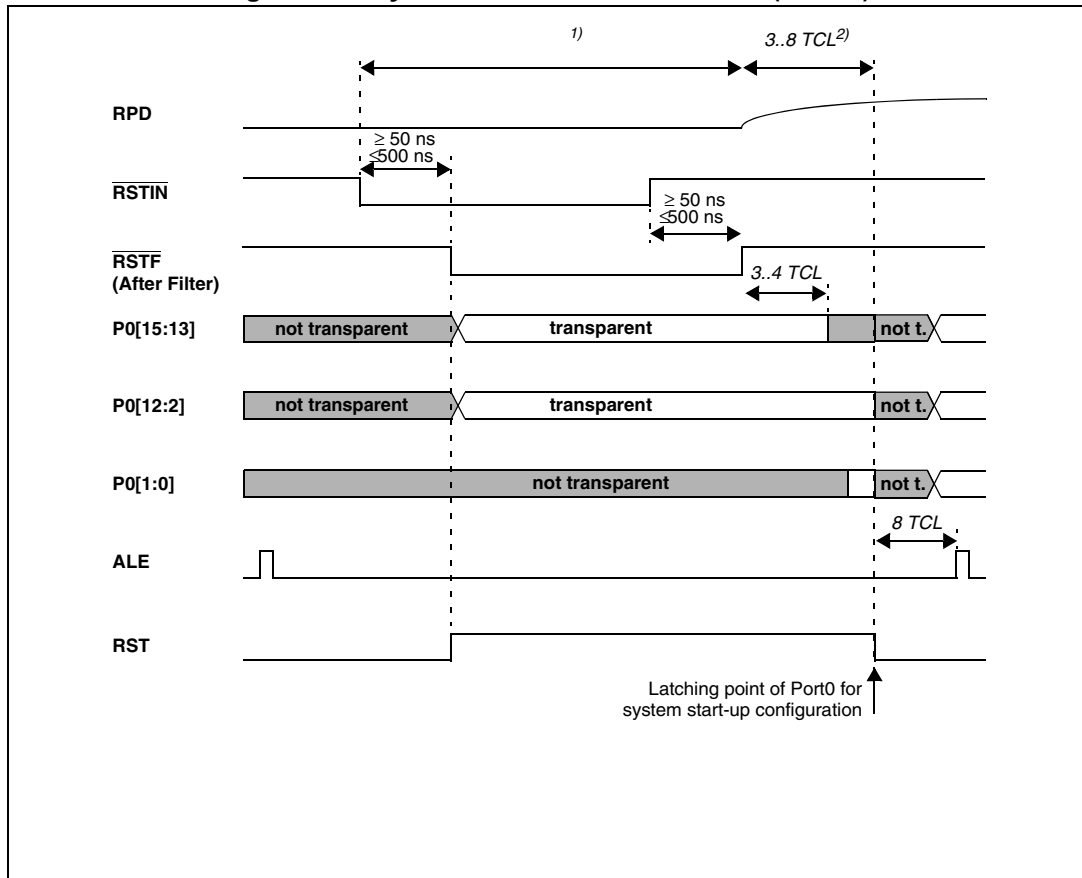 1)
3..8 TCL2)
RPD
≥ 50 ns
≤500 ns
RSTIN
≥ 50 ns
≤500 ns
RSTF
(After Filter)
3..4 TCL
P0[15:13]
not transparent
transparent
not t.
P0[12:2]
not transparent
transparent
not t.
P0[1:0]
not transparent
not t.
8 TCL
ALE
RST
Latching point of Port0 for
system start-up configuration